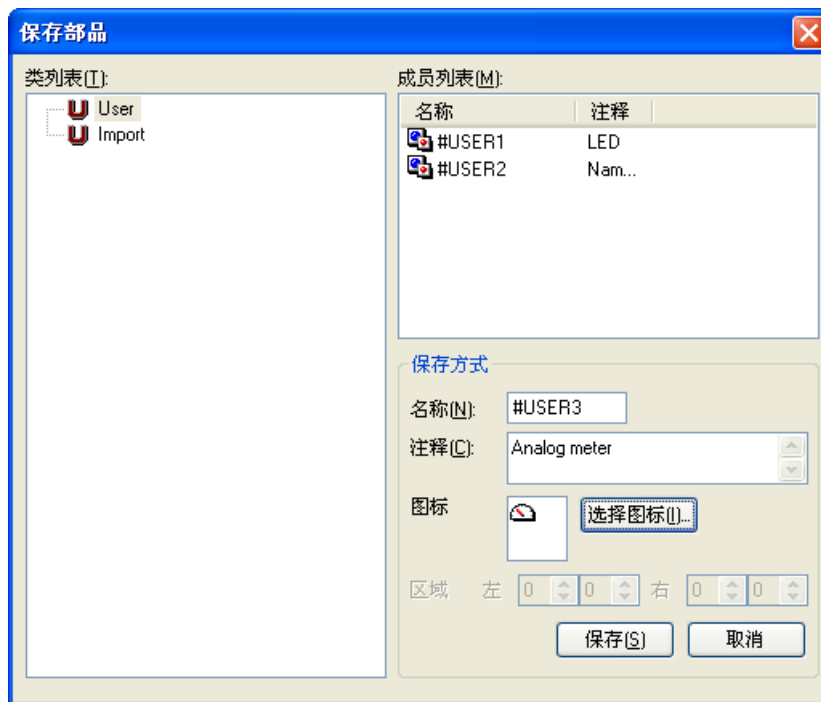 保存部品
类列表(T):
User
Import
成员列表(M):
名称 注释
#USER1 LED
#USER2 Nam...
保存方式
名称(N): #USER3
注释(C): Analog meter
图标 选择图标(I)...
区域 左 0 0 右 0 0
保存(S) 取消